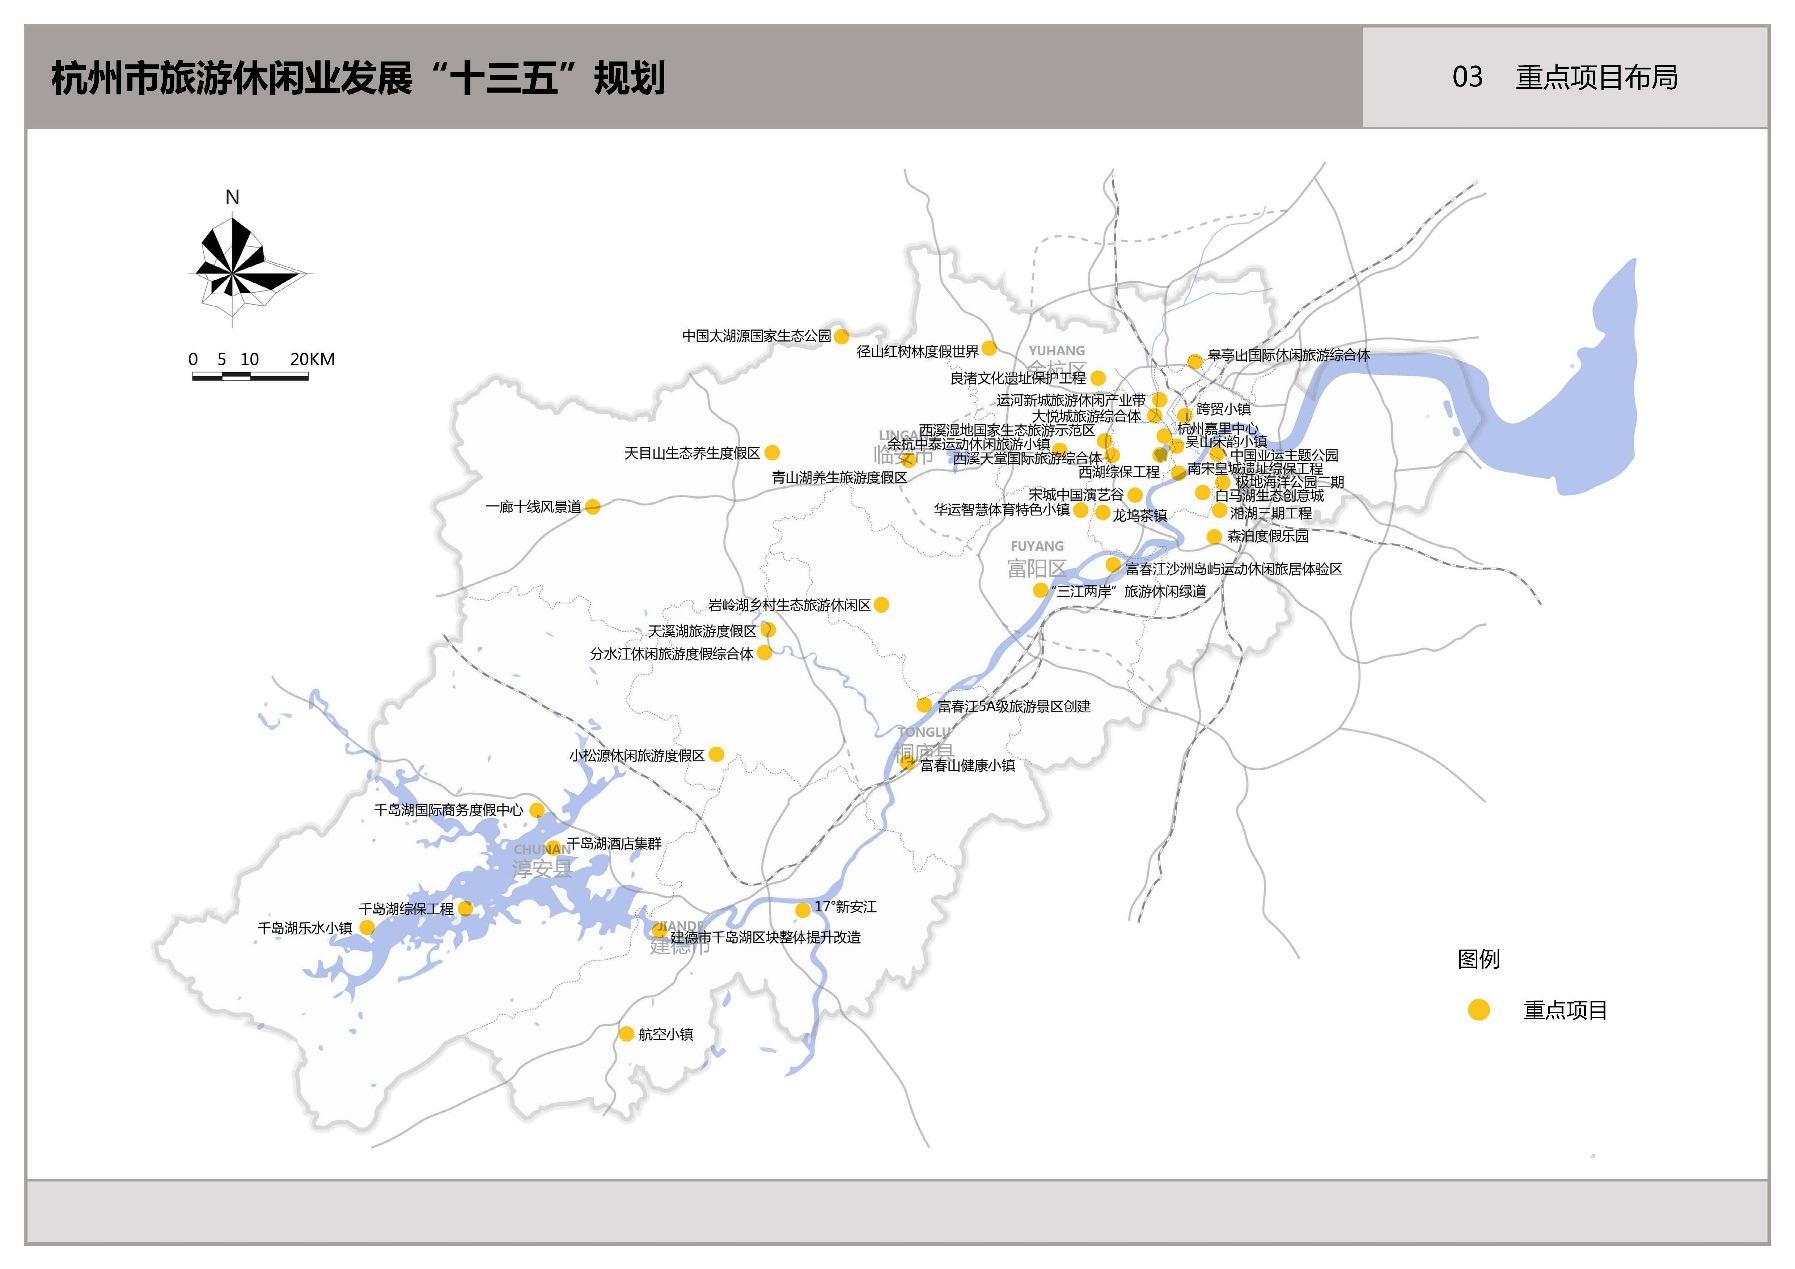 杭州市旅游休闲业发展“十三五”规划
03 重点项目布局
N
0 5 10 20KM
中国太湖源国家生态公园
径山红树林度假世界
YUHANG
余杭区
皋亭山国际休闲旅游综合体
良渚文化遗址保护工程
运河新城旅游休闲产业带
跨贸小镇
大悦城旅游综合体
杭州嘉里中心
西溪湿地国家生态旅游示范区
吴山宋韵小镇
余杭中泰运动休闲旅游小镇
LINGAN
临安市
天目山生态养生度假区
西溪天堂国际旅游综合体
中国亚运主题公园
南宋皇城遗址综保工程
西湖综保工程
青山湖养生旅游度假区
极地海洋公园二期
宋城中国演艺谷
白马湖生态创意城
一廊十线风景道
华运智慧体育特色小镇
龙坞茶镇
湘湖三期工程
森泊度假乐园
FUYANG
富阳区
富春江沙洲岛屿运动休闲旅居体验区
“三江两岸”旅游休闲绿道
岩岭湖乡村生态旅游休闲区
天溪湖旅游度假区
分水江休闲旅游度假综合体
富春江5A级旅游景区创建
TONGLU
桐庐县
小松源休闲旅游度假区
富春山健康小镇
千岛湖国际商务度假中心
千岛湖酒店集群
CHUNAN
淳安县
千岛湖综保工程
17°新安江
千岛湖乐水小镇
JIANDE
建德市
建德市千岛湖区块整体提升改造
图例
重点项目
航空小镇